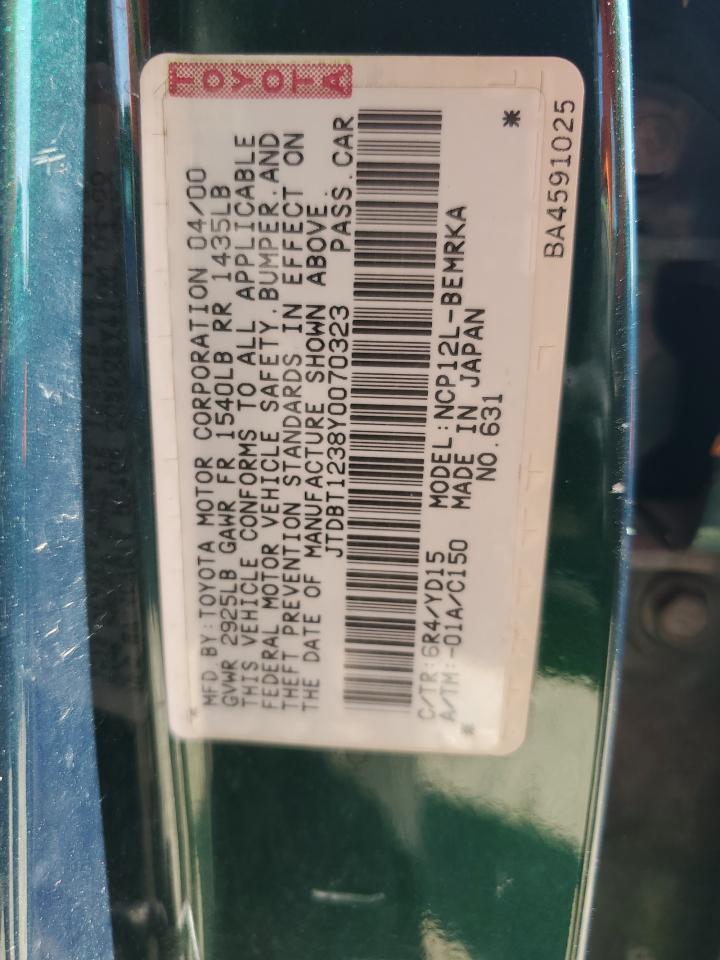 TOYOTA
MFD.BY:TOYOTA MOTOR CORPORATION 04/00
GVWR 2925LB GAWR FR 1540LB RR 1435LB
THIS VEHICLE CONFORMS TO ALL APPLICABLE
FEDERAL MOTOR VEHICLE SAFETY,BUMPER,AND
THEFT PREVENTION STANDARDS IN EFFECT ON
THE DATE OF MANUFACTURE SHOWN ABOVE
JTDBT1238Y0070323 PASS.CAR
*
C/TR:6R4/YD15 MODEL:NCP12L-BEMRKA
A/TM:-01A/C150 MADE IN JAPAN
* NO.631
BA4591025